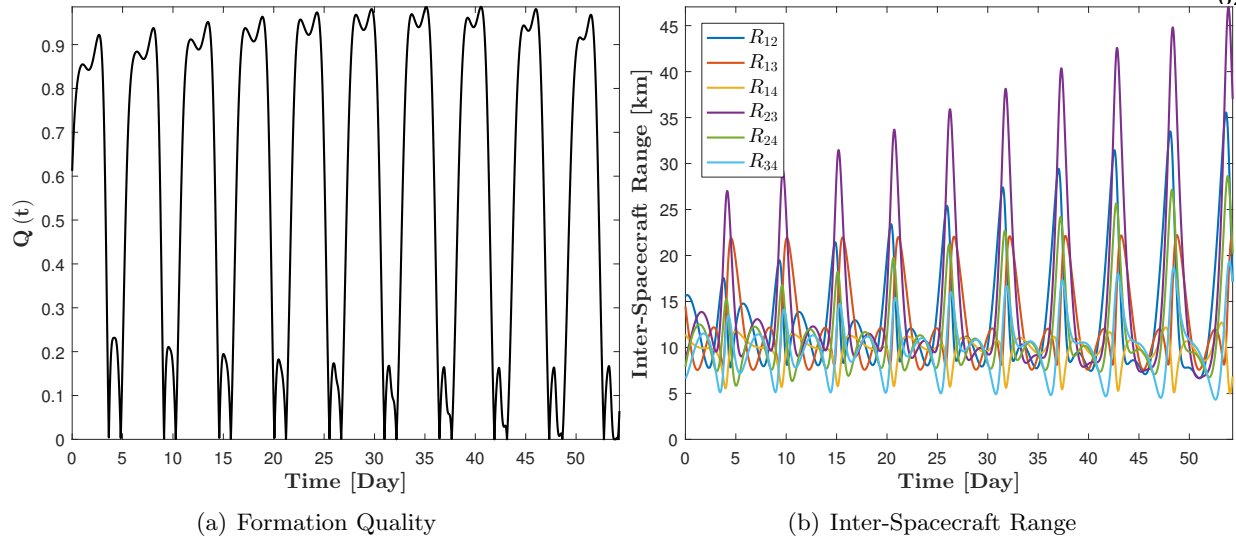 0.9
0.8
0.7
0.6
0.5
0.4
0.3
0.2
0.1
0
Q (t)
0 5 10 15 20 25 30 35 40 45 50
Time [Day]
(a) Formation Quality
45
40
35
30
25
20
15
10
5
0
Inter-Spacecraft Range [km]
R12
R13
R14
R23
R24
R34
0 5 10 15 20 25 30 35 40 45 50
Time [Day]
(b) Inter-Spacecraft Range